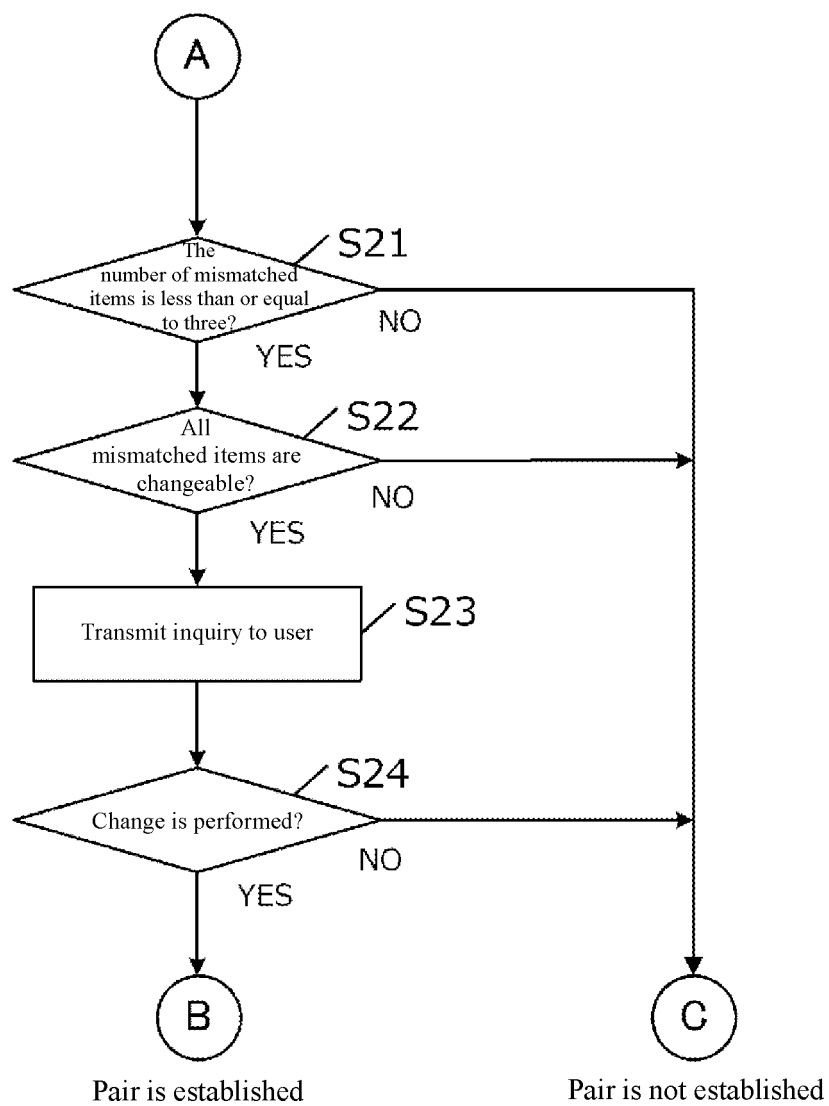 A
S21
The
number of mismatched
items is less than or equal
to three?
NO
YES
S22
All
mismatched items are
changeable?
NO
YES
S23
Transmit inquiry to user
S24
Change is performed?
NO
YES
B
C
Pair is established
Pair is not established